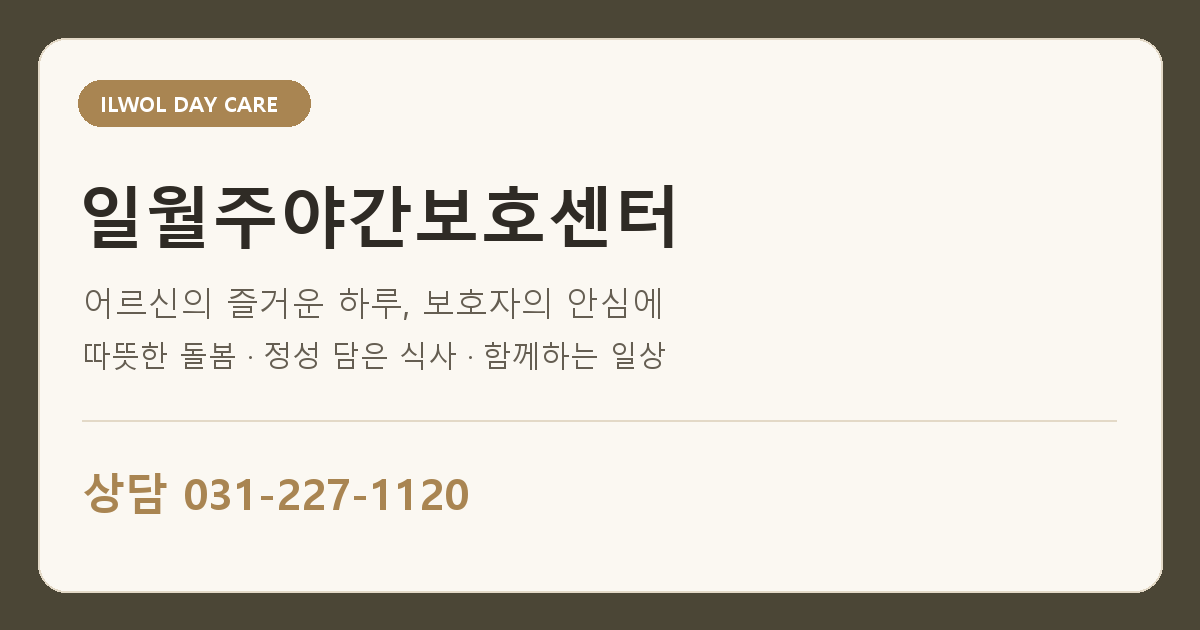 ILWOL DAY CARE
일월주야간보호센터
어르신의 즐거운 하루, 보호자의 안심에
따뜻한 돌봄 · 정성 담은 식사 · 함께하는 일상
상담 031-227-1120